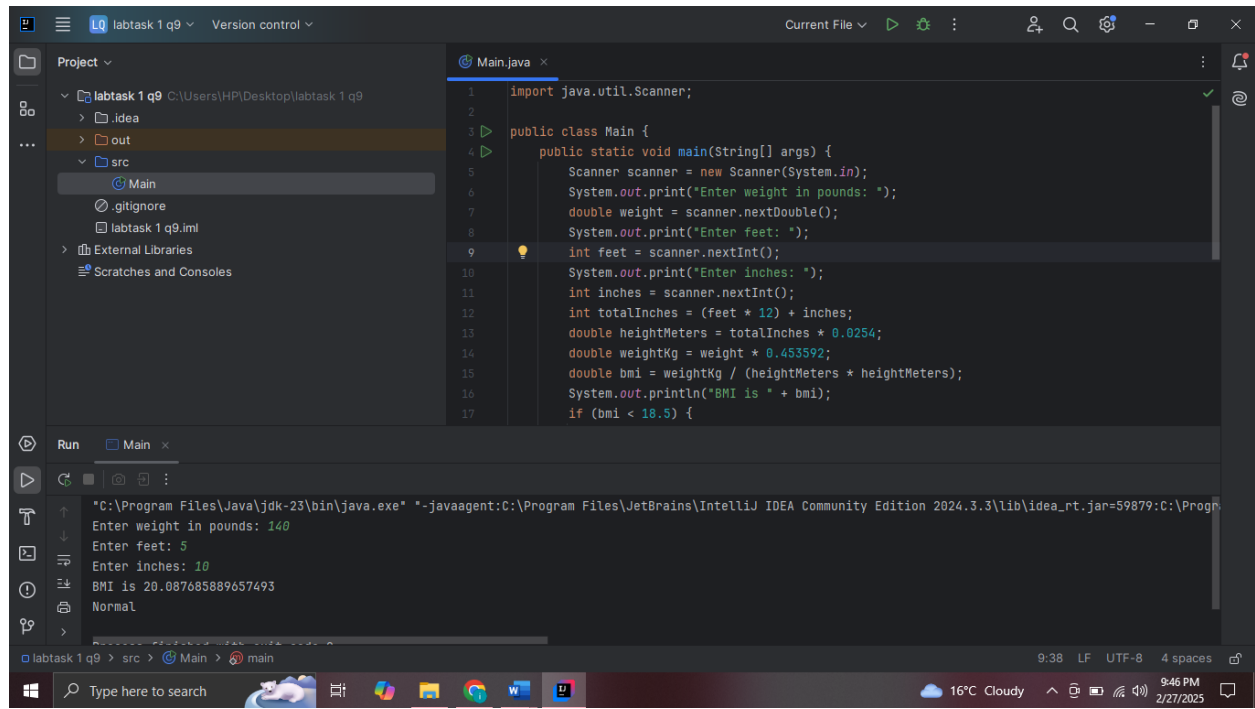 LQ labtask 1 q9 Version control Current File
Project
Main.java
labtask 1 q9 C:\Users\HP\Desktop\labtask 1 q9
.idea
out
src
Main
.gitignore
labtask 1 q9.iml
External Libraries
Scratches and Consoles
1 import java.util.Scanner;
2
3 public class Main {
4 public static void main(String[] args) {
5 Scanner scanner = new Scanner(System.in);
6 System.out.print("Enter weight in pounds: ");
7 double weight = scanner.nextDouble();
8 System.out.print("Enter feet: ");
9 int feet = scanner.nextInt();
10 System.out.print("Enter inches: ");
11 int inches = scanner.nextInt();
12 int totalInches = (feet * 12) + inches;
13 double heightMeters = totalInches * 0.0254;
14 double weightKg = weight * 0.453592;
15 double bmi = weightKg / (heightMeters * heightMeters);
16 System.out.println("BMI is " + bmi);
17 if (bmi < 18.5) {
Run Main
"C:\Program Files\Java\jdk-23\bin\java.exe" "-javaagent:C:\Program Files\JetBrains\IntelliJ IDEA Community Edition 2024.3.3\lib\idea_rt.jar=59879:C:\Progr
Enter weight in pounds: 140
Enter feet: 5
Enter inches: 10
BMI is 20.087685889657493
Normal
Process finished with exit code 0
labtask 1 q9 > src > Main > main 9:38 LF UTF-8 4 spaces
Type here to search 16°C Cloudy 9:46 PM
2/27/2025